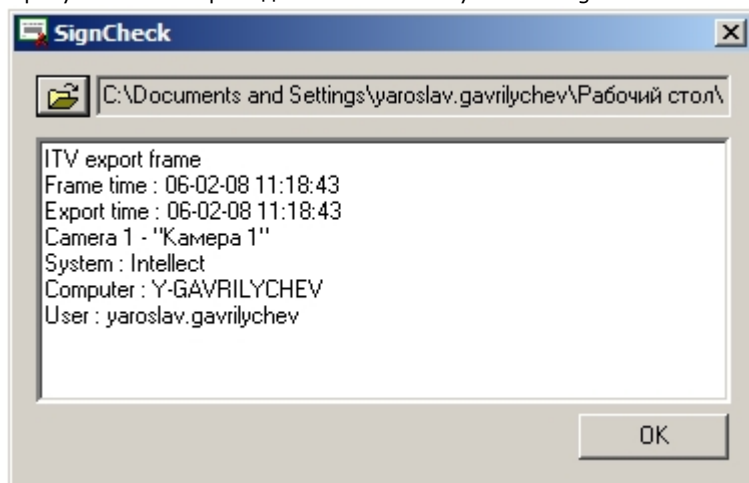 SignCheck
C:\Documents and Settings\yaroslav.gavrilychev\Рабочий стол\
ITV export frame
Frame time : 06-02-08 11:18:43
Export time : 06-02-08 11:18:43
Camera 1 - "Камера 1"
System : Intellect
Computer : Y-GAVRILYCHEV
User : yaroslav.gavrilychev
OK